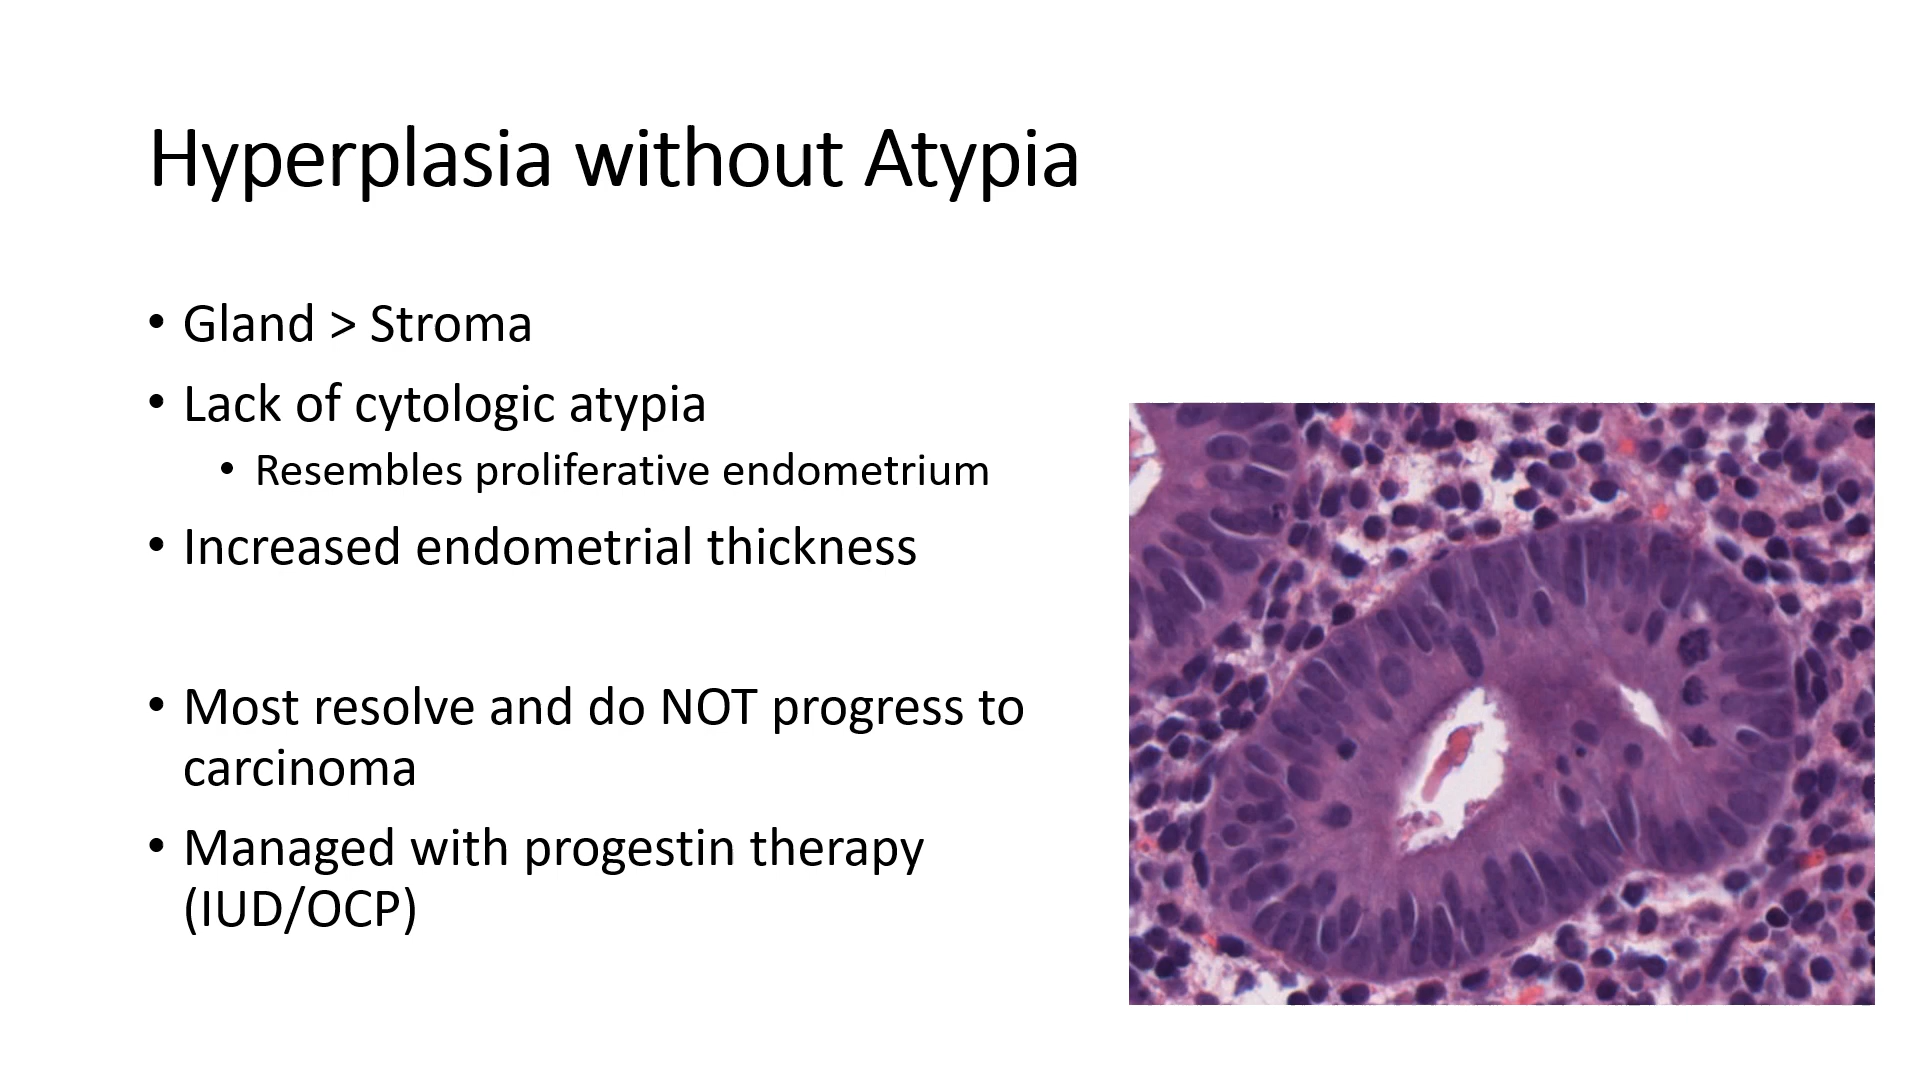 Hyperplasia without Atypia
• Gland > Stroma
• Lack of cytologic atypia
• Resembles proliferative endometrium
• Increased endometrial thickness
• Most resolve and do NOT progress to
carcinoma
• Managed with progestin therapy
(IUD/OCP)